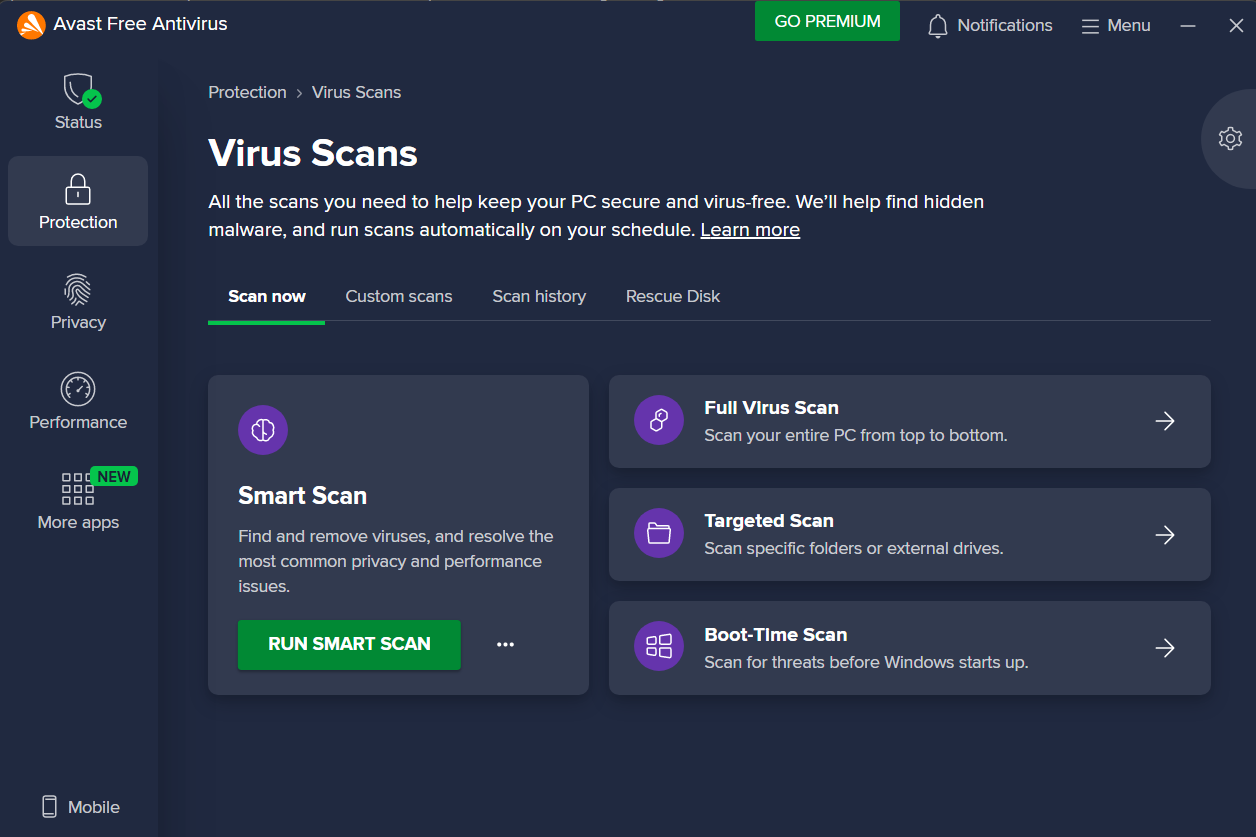 Avast Free Antivirus
GO PREMIUM
Notifications
Menu
Status
Protection
Privacy
Performance
NEW
More apps
Mobile
Protection › Virus Scans
Virus Scans
All the scans you need to help keep your PC secure and virus-free. We’ll help find hidden
malware, and run scans automatically on your schedule. Learn more
Scan now
Custom scans
Scan history
Rescue Disk
Smart Scan
Find and remove viruses, and resolve the
most common privacy and performance
issues.
RUN SMART SCAN
Full VIrus Scan
Scan your entire PC from top to bottom.
Targeted Scan
Scan specific folders or external drives.
Boot-TIme Scan
Scan for threats before Windows starts up.